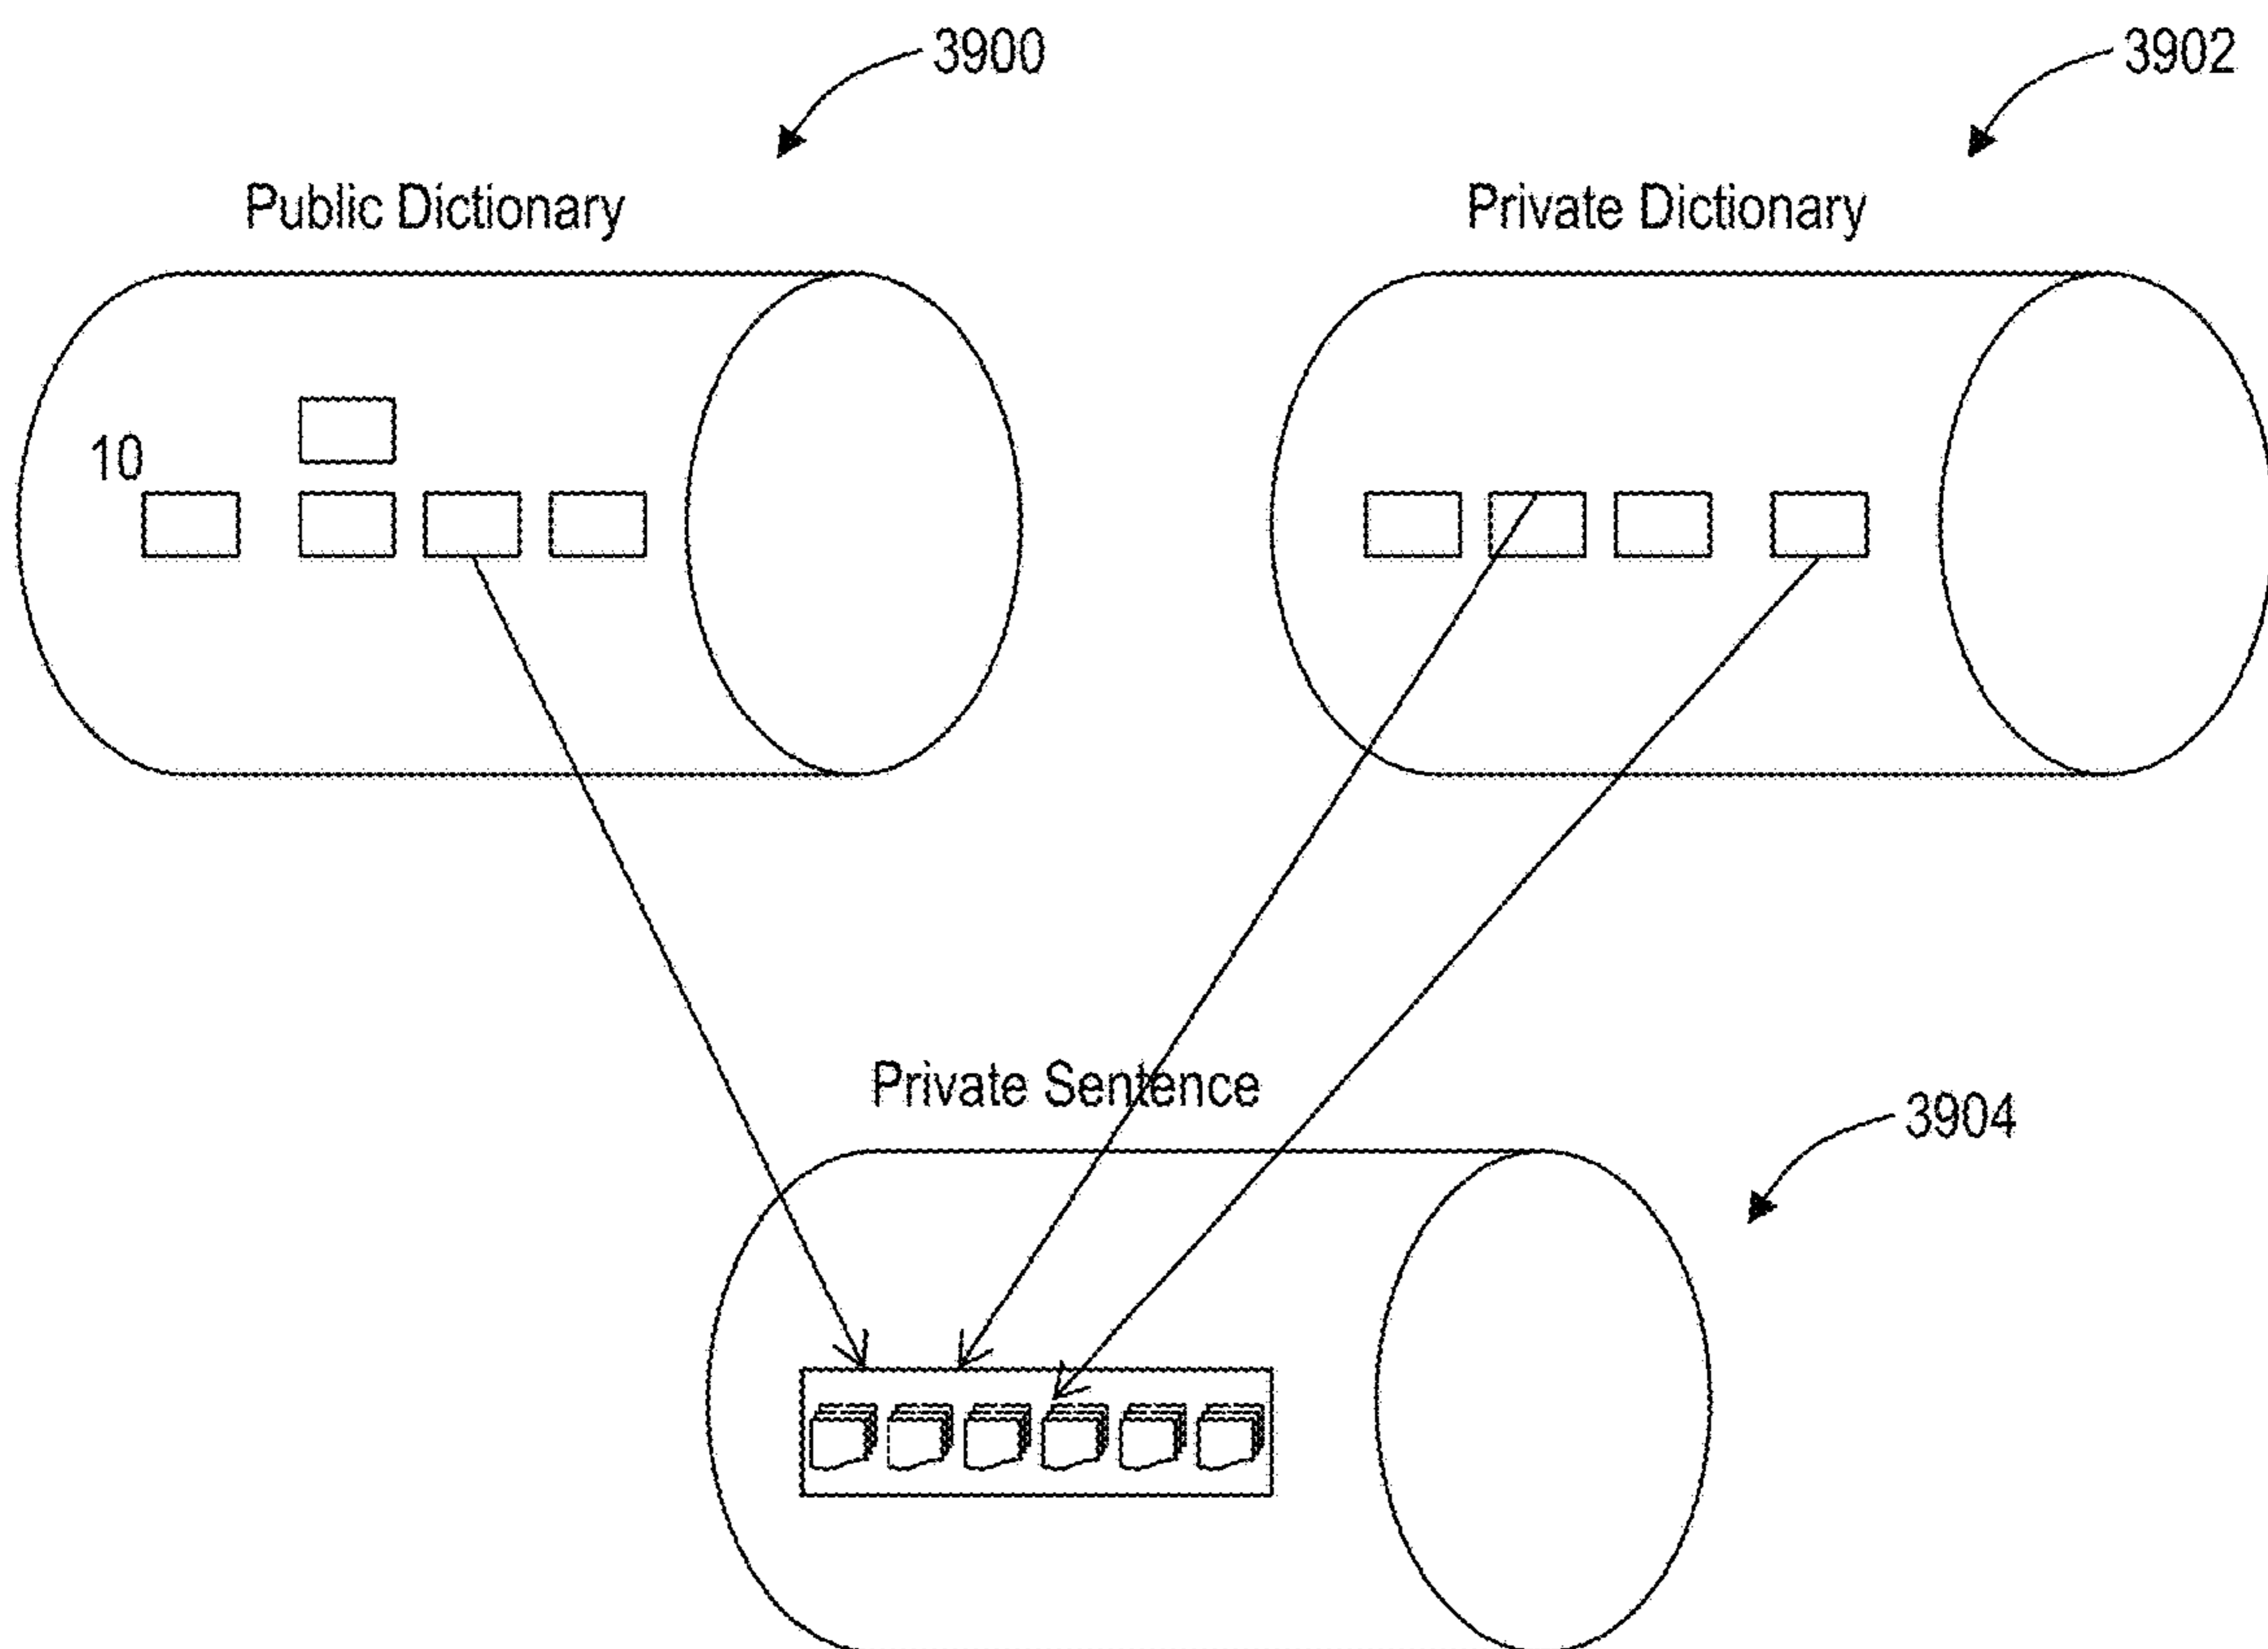 3900
3902
Public Dictionary
Private Dictionary
10
Private Sentence
3904